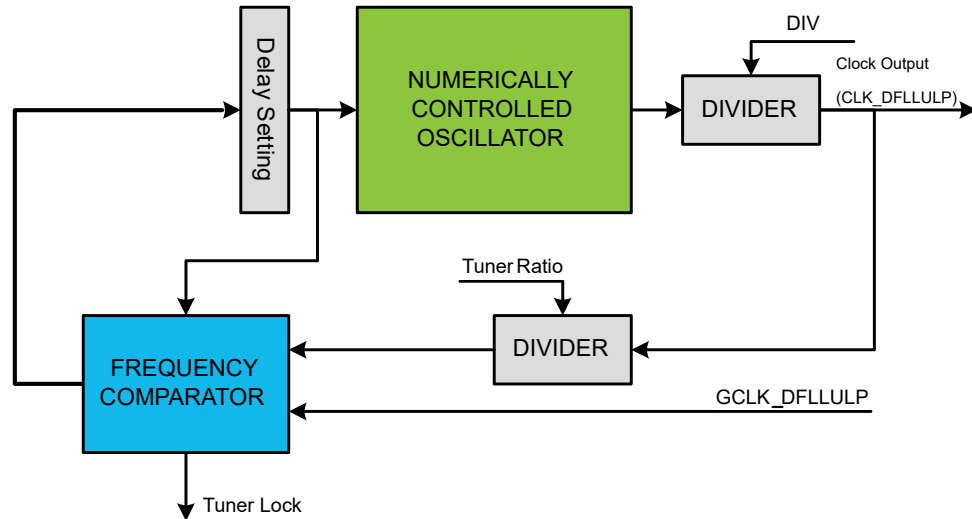 DIV
Delay Setting
NUMERICALLY
CONTROLLED
OSCILLATOR
DIVIDER
Clock Output
(CLK_DFLLULP)
Tuner Ratio
DIVIDER
FREQUENCY
COMPARATOR
GCLK_DFLLULP
Tuner Lock